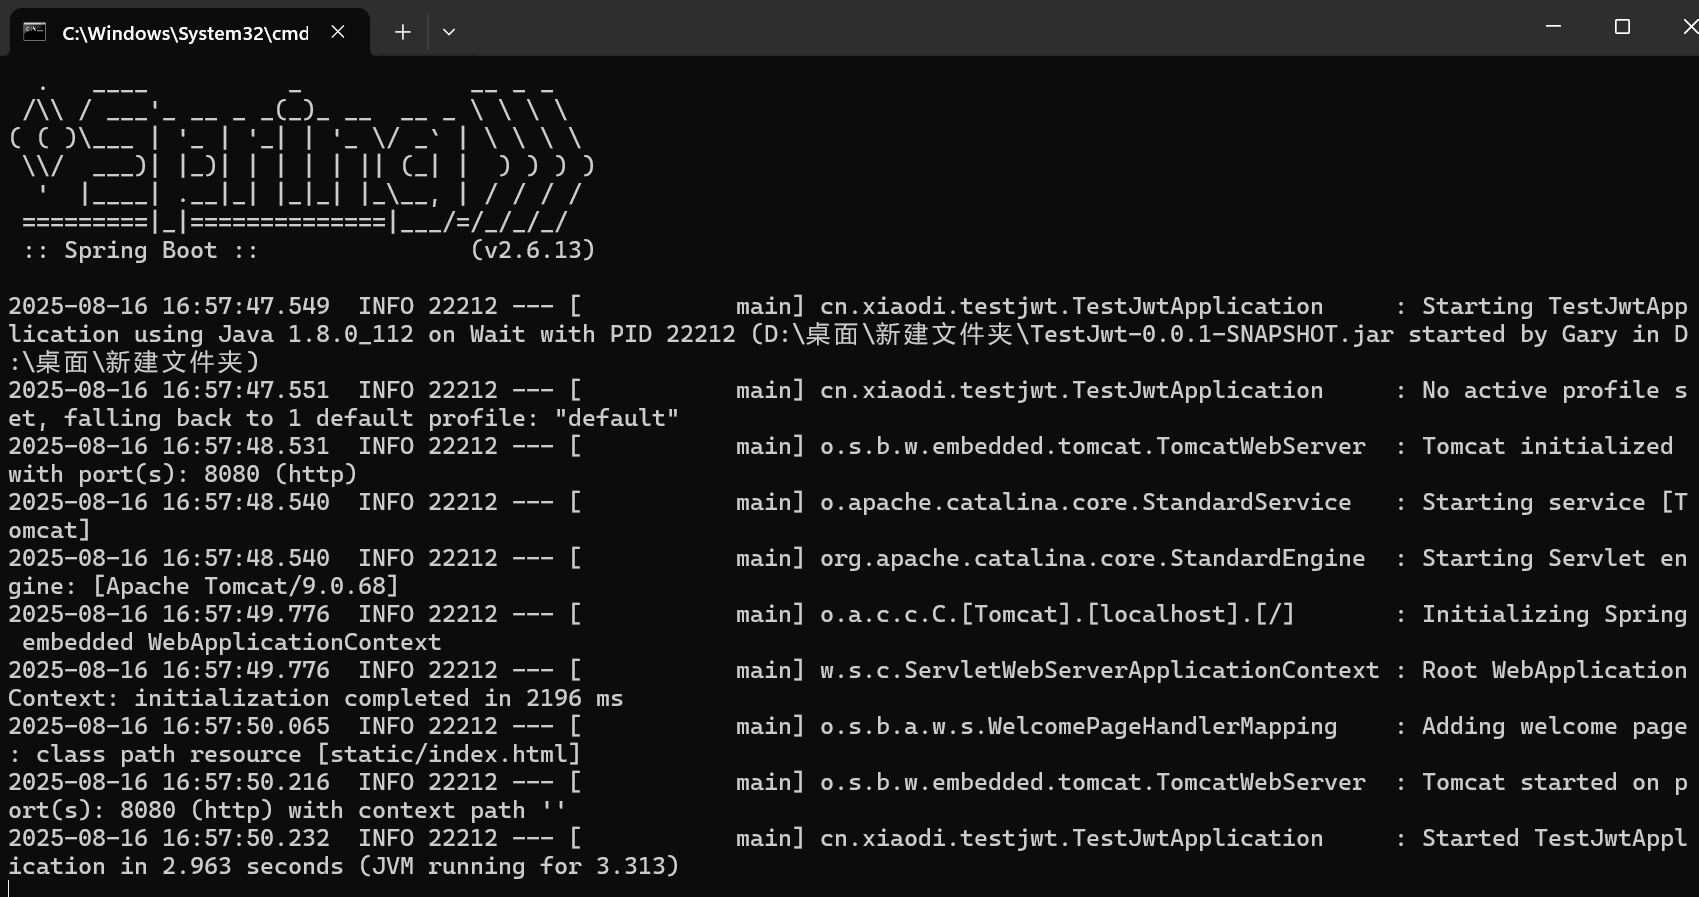 C:\Windows\System32\cmd
  .   ____          _            __ _ _
 /\\ / ___'_ __ _ _(_)_ __  __ _ \ \ \ \
( ( )\___ | '_ | '_| | '_ \/ _` | \ \ \ \
 \\/  ___)| |_)| | | | | || (_| |  ) ) ) )
  '  |____| .__|_| |_|_| |_\__, | / / / /
 =========|_|==============|___/=/_/_/_/
 :: Spring Boot ::               (v2.6.13)
2025-08-16 16:57:47.549  INFO 22212 --- [           main] cn.xiaodi.testjwt.TestJwtApplication     : Starting TestJwtApp
lication using Java 1.8.0_112 on Wait with PID 22212 (D:\桌面\新建文件夹\TestJwt-0.0.1-SNAPSHOT.jar started by Gary in D
:\桌面\新建文件夹)
2025-08-16 16:57:47.551  INFO 22212 --- [           main] cn.xiaodi.testjwt.TestJwtApplication     : No active profile s
et, falling back to 1 default profile: "default"
2025-08-16 16:57:48.531  INFO 22212 --- [           main] o.s.b.w.embedded.tomcat.TomcatWebServer  : Tomcat initialized
with port(s): 8080 (http)
2025-08-16 16:57:48.540  INFO 22212 --- [           main] o.apache.catalina.core.StandardService   : Starting service [T
omcat]
2025-08-16 16:57:48.540  INFO 22212 --- [           main] org.apache.catalina.core.StandardEngine  : Starting Servlet en
gine: [Apache Tomcat/9.0.68]
2025-08-16 16:57:49.776  INFO 22212 --- [           main] o.a.c.c.C.[Tomcat].[localhost].[/]       : Initializing Spring
 embedded WebApplicationContext
2025-08-16 16:57:49.776  INFO 22212 --- [           main] w.s.c.ServletWebServerApplicationContext : Root WebApplication
Context: initialization completed in 2196 ms
2025-08-16 16:57:50.065  INFO 22212 --- [           main] o.s.b.a.w.s.WelcomePageHandlerMapping    : Adding welcome page
: class path resource [static/index.html]
2025-08-16 16:57:50.216  INFO 22212 --- [           main] o.s.b.w.embedded.tomcat.TomcatWebServer  : Tomcat started on p
ort(s): 8080 (http) with context path ''
2025-08-16 16:57:50.232  INFO 22212 --- [           main] cn.xiaodi.testjwt.TestJwtApplication     : Started TestJwtAppl
ication in 2.963 seconds (JVM running for 3.313)